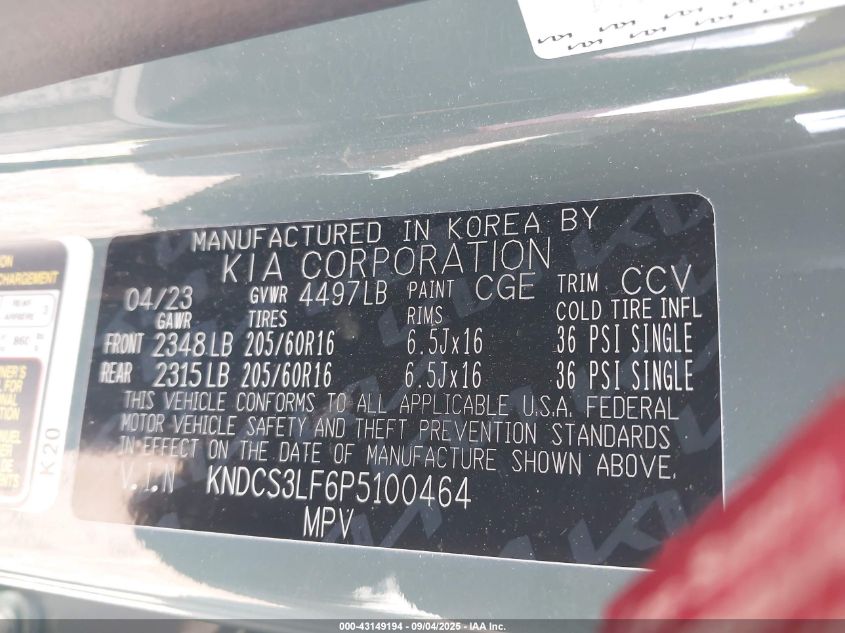 MANUFACTURED IN KOREA BY
KIA CORPORATION
04/23 GVWR 4497LB PAINT CGE TRIM CCV
GAWR TIRES RIMS COLD TIRE INFL
FRONT 2348LB 205/60R16 6.5Jx16 36 PSI SINGLE
REAR 2315LB 205/60R16 6.5Jx16 36 PSI SINGLE
THIS VEHICLE CONFORMS TO ALL APPLICABLE U.S.A. FEDERAL
MOTOR VEHICLE SAFETY AND THEFT PREVENTION STANDARDS
IN EFFECT ON THE DATE OF MANUFACTURE SHOWN ABOVE.
V.I.N KNDCS3LF6P5100464
MPV
K20
000-43149194 - 09/04/2025 - IAA Inc.